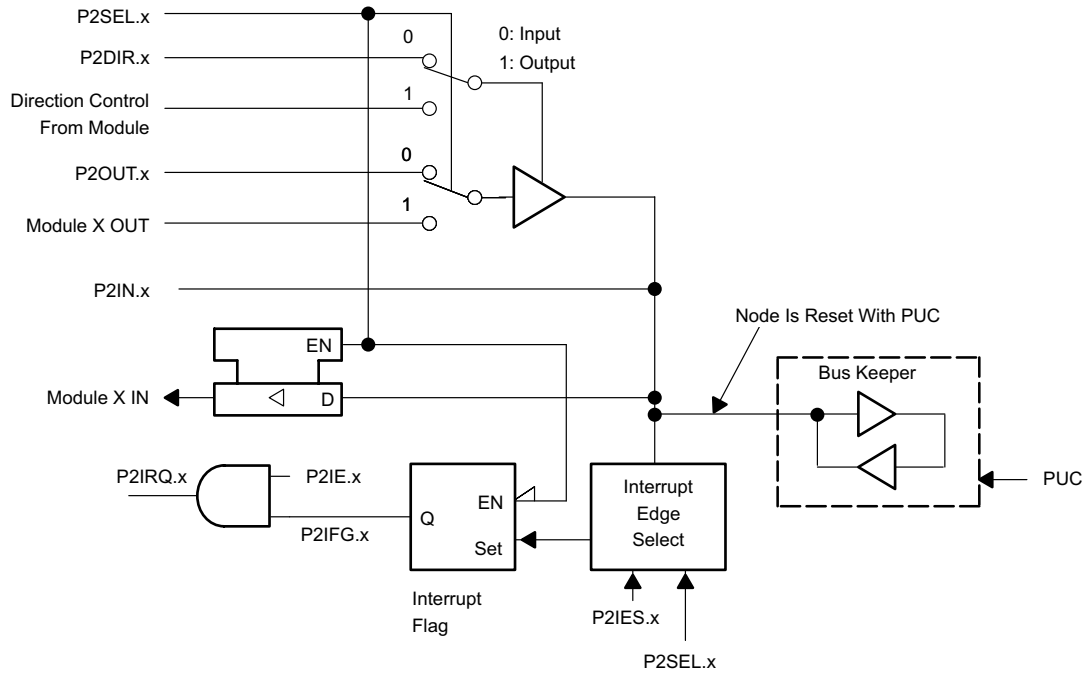 P2SEL.x
0
0: Input
P2DIR.x
1: Output
Direction Control
From Module
1
0
P2OUT.x
1
Module X OUT
P2IN.x
Node Is Reset With PUC
EN
Bus Keeper
Module X IN
D
P2IRQ.x
P2IE.x
PUC
EN
Interrupt
Edge
Select
Q
P2IFG.x
Set
Interrupt
Flag
P2IES.x
P2SEL.x